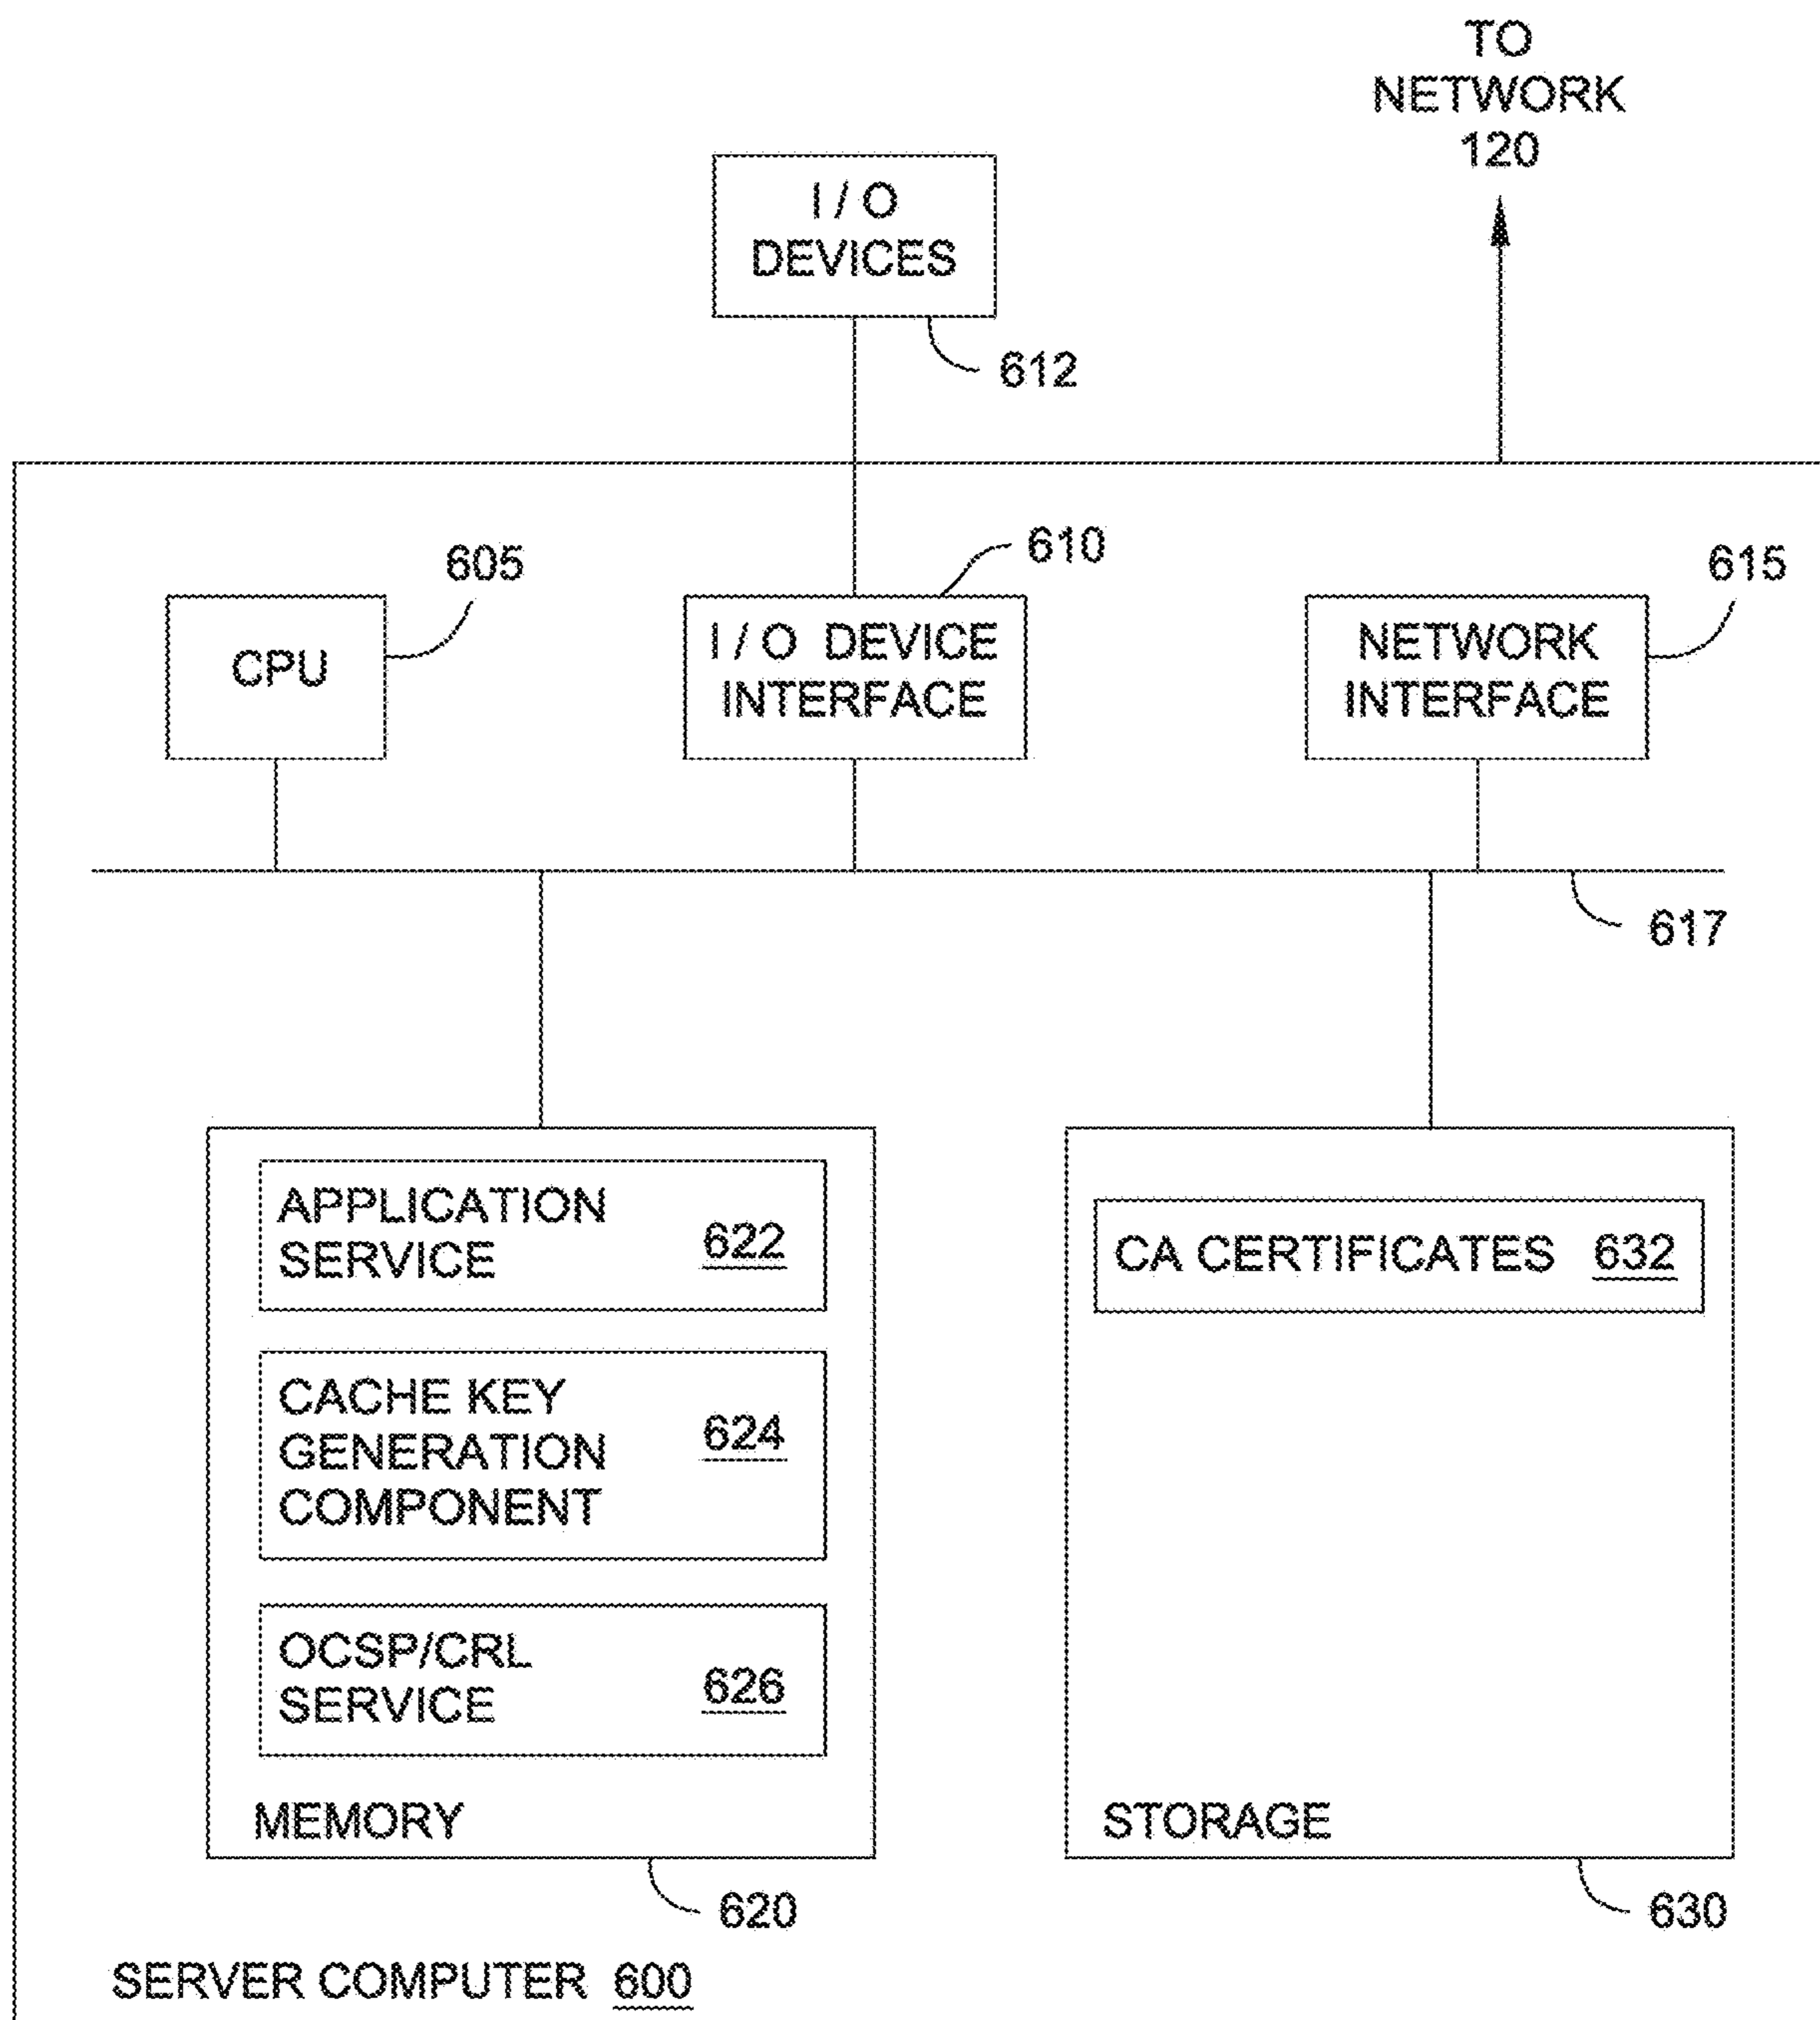 TO
NETWORK
120
I / O
DEVICES
612
605
610
615
CPU
I / O DEVICE
INTERFACE
NETWORK
INTERFACE
617
APPLICATION
SERVICE 622
CACHE KEY
GENERATION 624
COMPONENT
OCSP/CRL
SERVICE 626
MEMORY
620
CA CERTIFICATES 632
STORAGE
630
SERVER COMPUTER 600